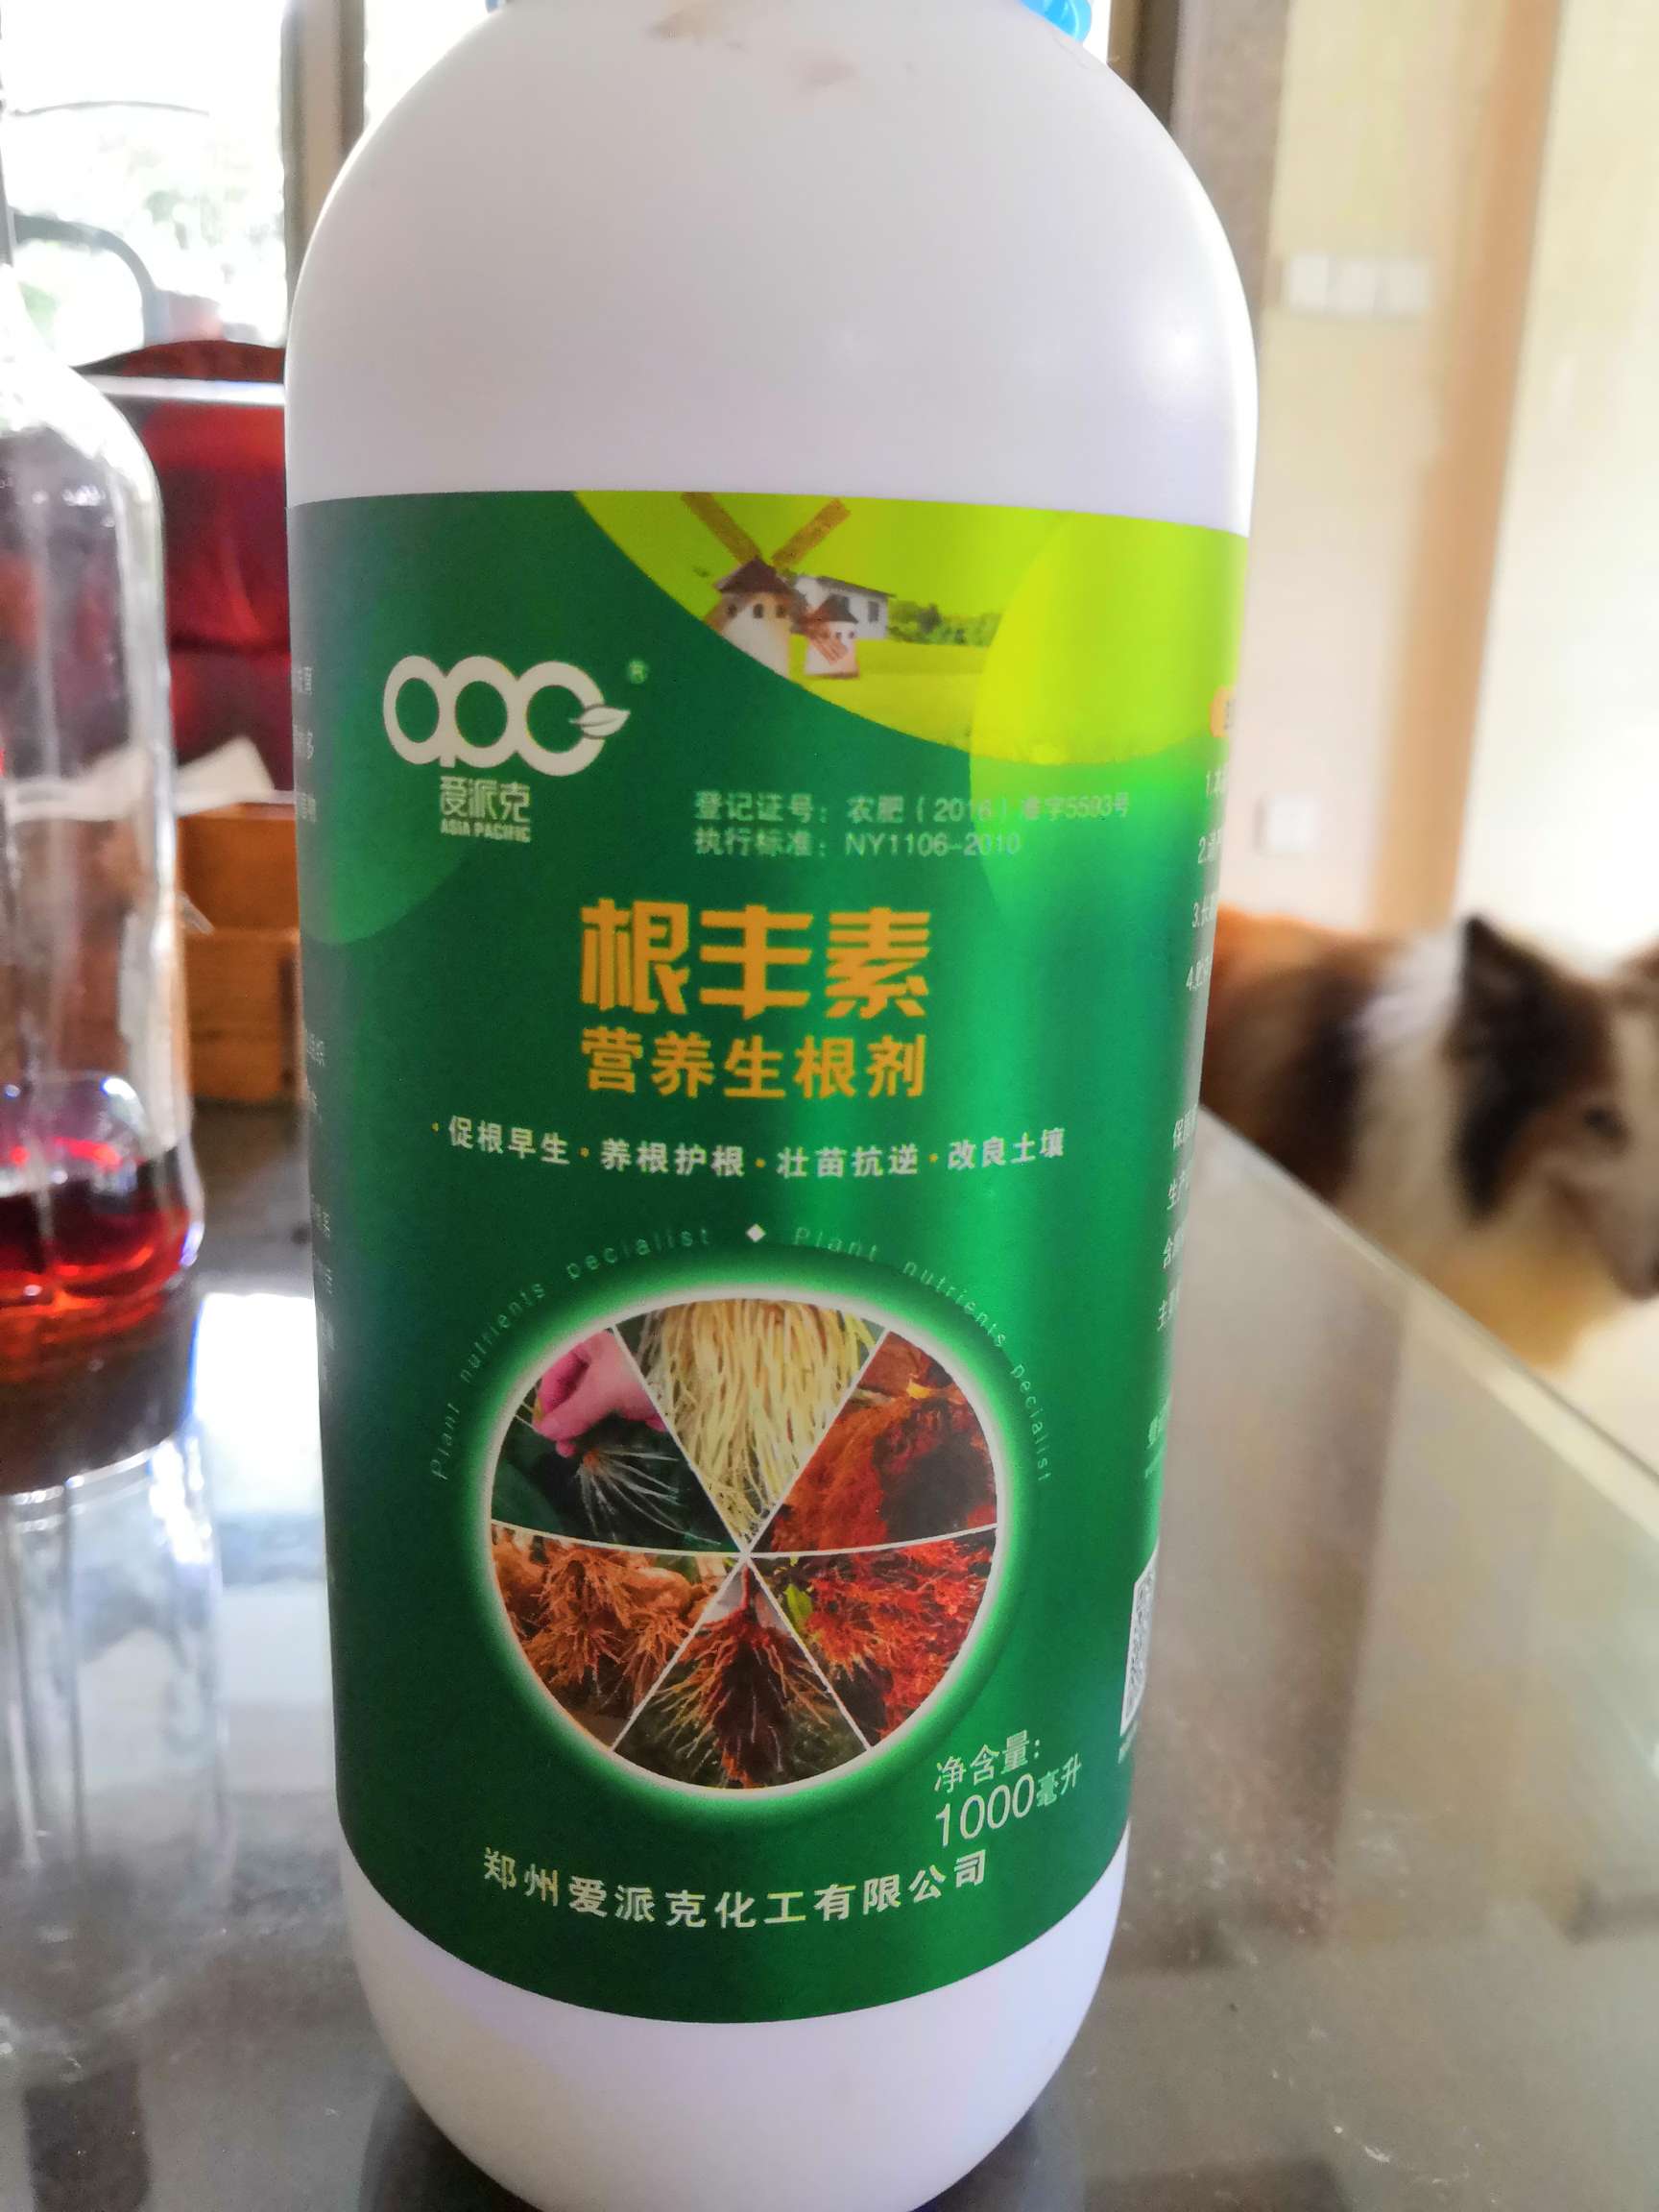 apc®
爱派克
ASIA PACIFIC
登记证号：农肥（2016）准字5593号
执行标准：NY1106-2010
根丰素
营养生根剂
·促根早生·养根护根·壮苗抗逆·改良土壤
Plant nutrients pecialist ◆ Plant nutrients pecialist
净含量：
1000毫升
郑州爱派克化工有限公司